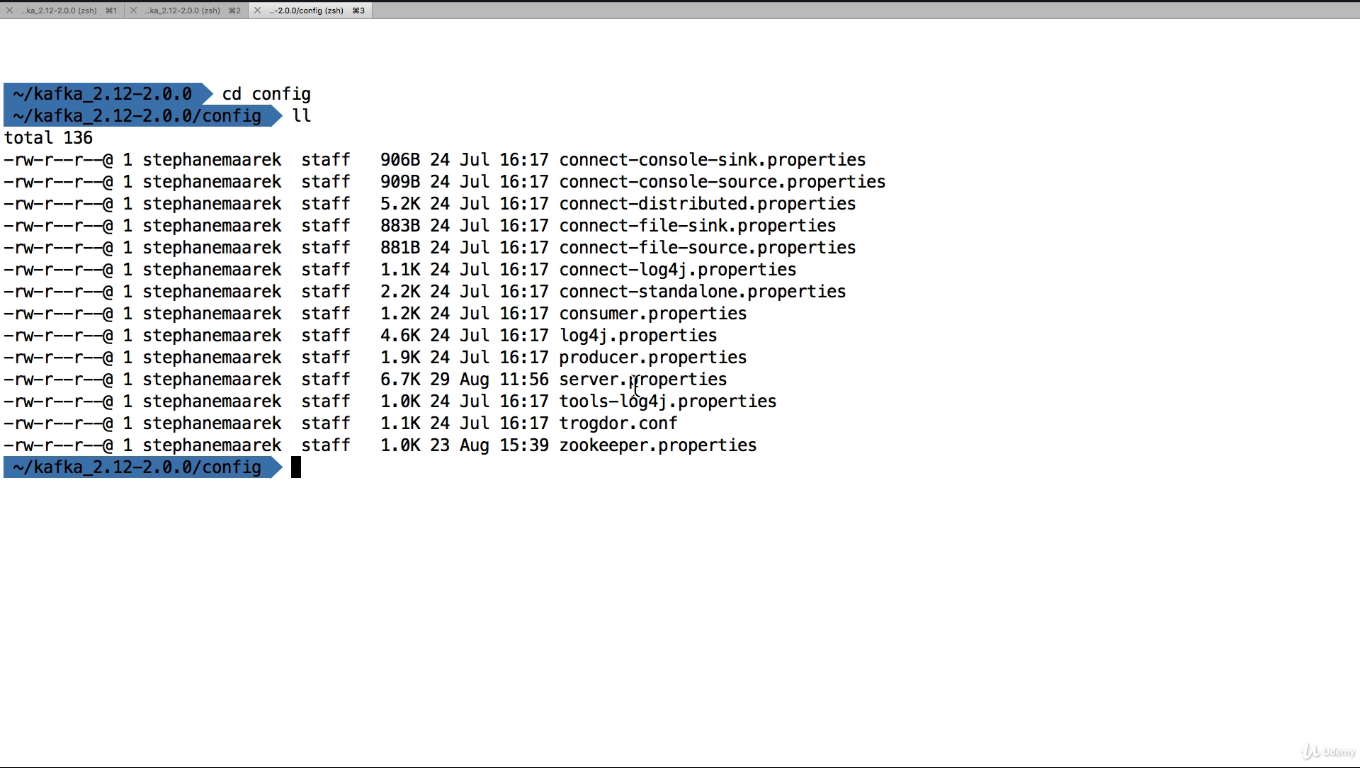 ..ka_2.12-2.0.0 (zsh) ⌘1 ..ka_2.12-2.0.0 (zsh) ⌘2 ..-2.0.0/config (zsh) ⌘3
~/kafka_2.12-2.0.0 cd config
~/kafka_2.12-2.0.0/config ll
total 136
-rw-r--r--@ 1 stephanemaarek staff 906B 24 Jul 16:17 connect-console-sink.properties
-rw-r--r--@ 1 stephanemaarek staff 909B 24 Jul 16:17 connect-console-source.properties
-rw-r--r--@ 1 stephanemaarek staff 5.2K 24 Jul 16:17 connect-distributed.properties
-rw-r--r--@ 1 stephanemaarek staff 883B 24 Jul 16:17 connect-file-sink.properties
-rw-r--r--@ 1 stephanemaarek staff 881B 24 Jul 16:17 connect-file-source.properties
-rw-r--r--@ 1 stephanemaarek staff 1.1K 24 Jul 16:17 connect-log4j.properties
-rw-r--r--@ 1 stephanemaarek staff 2.2K 24 Jul 16:17 connect-standalone.properties
-rw-r--r--@ 1 stephanemaarek staff 1.2K 24 Jul 16:17 consumer.properties
-rw-r--r--@ 1 stephanemaarek staff 4.6K 24 Jul 16:17 log4j.properties
-rw-r--r--@ 1 stephanemaarek staff 1.9K 24 Jul 16:17 producer.properties
-rw-r--r--@ 1 stephanemaarek staff 6.7K 29 Aug 11:56 server.properties
-rw-r--r--@ 1 stephanemaarek staff 1.0K 24 Jul 16:17 tools-log4j.properties
-rw-r--r--@ 1 stephanemaarek staff 1.1K 24 Jul 16:17 trogdor.conf
-rw-r--r--@ 1 stephanemaarek staff 1.0K 23 Aug 15:39 zookeeper.properties
~/kafka_2.12-2.0.0/config
Udemy